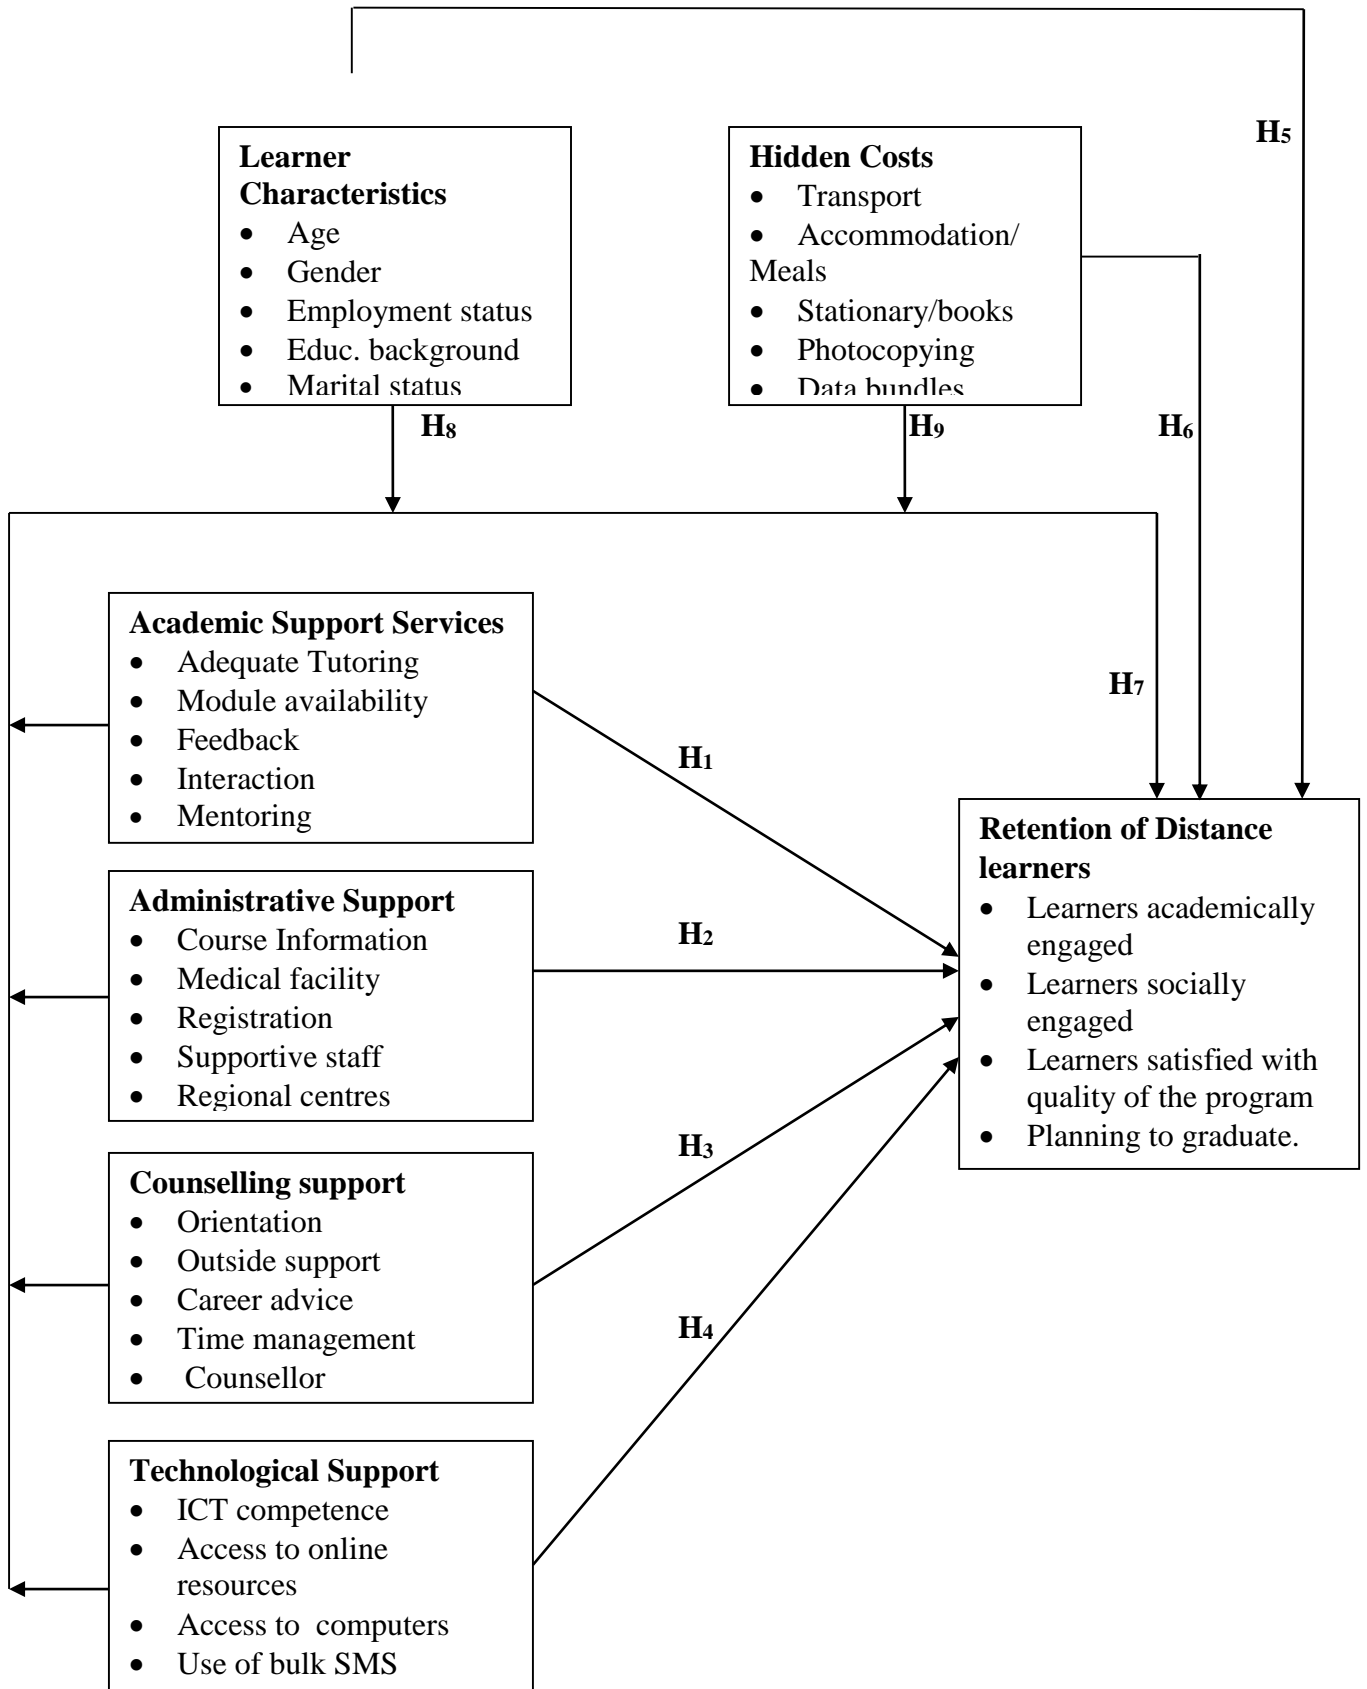 H5
Learner
Characteristics
• Age
• Gender
• Employment status
• Educ. background
• Marital status
Hidden Costs
• Transport
• Accommodation/
Meals
• Stationary/books
• Photocopying
• Data bundles
H8
H9
H6
Academic Support Services
• Adequate Tutoring
• Module availability
• Feedback
• Interaction
• Mentoring
H7
H1
Administrative Support
• Course Information
• Medical facility
• Registration
• Supportive staff
• Regional centres
H2
Retention of Distance
learners
• Learners academically
engaged
• Learners socially
engaged
• Learners satisfied with
quality of the program
• Planning to graduate.
Counselling support
• Orientation
• Outside support
• Career advice
• Time management
• Counsellor
H3
H4
Technological Support
• ICT competence
• Access to online
resources
• Access to  computers
• Use of bulk SMS